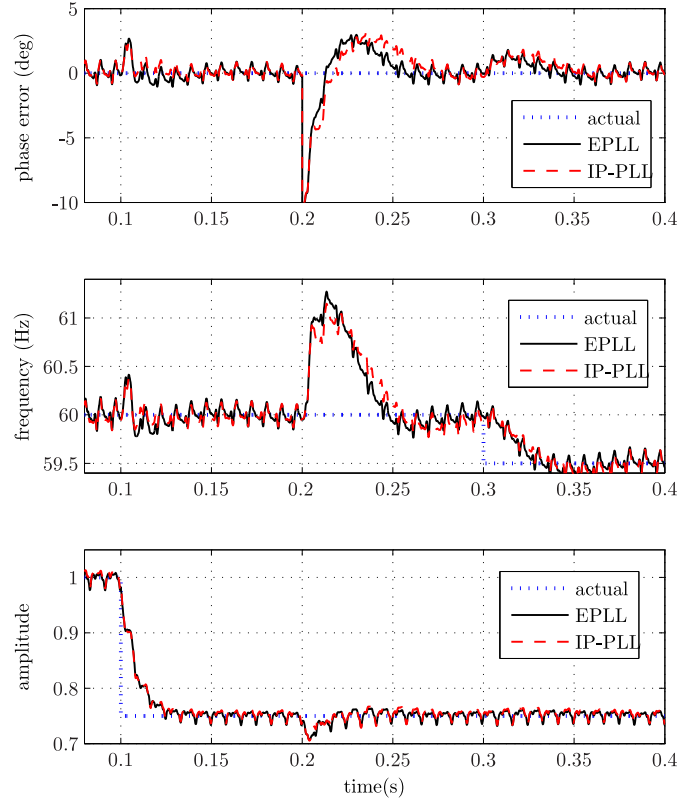 phase error (deg)
5
0
-5
-10
actual
EPLL
IP-PLL
0.1 0.15 0.2 0.25 0.3 0.35 0.4
frequency (Hz)
61
60.5
60
59.5
actual
EPLL
IP-PLL
0.1 0.15 0.2 0.25 0.3 0.35 0.4
amplitude
1
0.9
0.8
0.7
actual
EPLL
IP-PLL
0.1 0.15 0.2 0.25 0.3 0.35 0.4
time(s)